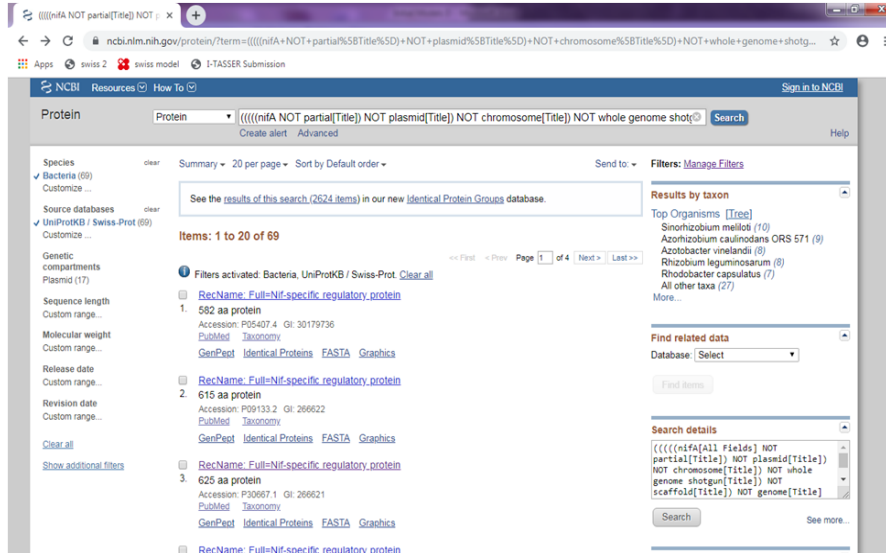 (((((nifA NOT partial[Title]) NOT p
ncbi.nlm.nih.gov/protein/?term=(((((nifA+NOT+partial%5BTitle%5D)+NOT+plasmid%5BTitle%5D)+NOT+chromosome%5BTitle%5D)+NOT+whole+genome+shotg...
Apps swiss 2 swiss model I-TASSER Submission
NCBI Resources How To Sign in to NCBI
Protein Protein (((((nifA NOT partial[Title]) NOT plasmid[Title]) NOT chromosome[Title]) NOT whole genome shotg Search
Create alert Advanced Help
Species clear
Bacteria (69)
Customize ...
Source databases clear
UniProtKB / Swiss-Prot (69)
Customize ...
Genetic
compartments
Plasmid (17)
Sequence length
Custom range...
Molecular weight
Custom range...
Release date
Custom range...
Revision date
Custom range...
Clear all
Show additional filters
Summary 20 per page Sort by Default order Send to:
See the results of this search (2624 items) in our new Identical Protein Groups database.
Items: 1 to 20 of 69
<< First < Prev Page 1 of 4 Next > Last >>
Filters activated: Bacteria, UniProtKB / Swiss-Prot. Clear all
RecName: Full=Nif-specific regulatory protein
1. 582 aa protein
Accession: P05407.4 GI: 30179736
PubMed Taxonomy
GenPept Identical Proteins FASTA Graphics
RecName: Full=Nif-specific regulatory protein
2. 615 aa protein
Accession: P09133.2 GI: 266622
PubMed Taxonomy
GenPept Identical Proteins FASTA Graphics
RecName: Full=Nif-specific regulatory protein
3. 625 aa protein
Accession: P30667.1 GI: 266621
PubMed Taxonomy
GenPept Identical Proteins FASTA Graphics
RecName: Full=Nif-specific regulatory protein
Filters: Manage Filters
Results by taxon
Top Organisms [Tree]
Sinorhizobium meliloti (10)
Azorhizobium caulinodans ORS 571 (9)
Azotobacter vinelandii (8)
Rhizobium leguminosarum (8)
Rhodobacter capsulatus (7)
All other taxa (27)
More...
Find related data
Database: Select
Find items
Search details
(((((nifA[All Fields] NOT
partial[Title]) NOT plasmid[Title])
NOT chromosome[Title]) NOT whole
genome shotgun[Title]) NOT
scaffold[Title]) NOT genome[Title]
Search
See more...